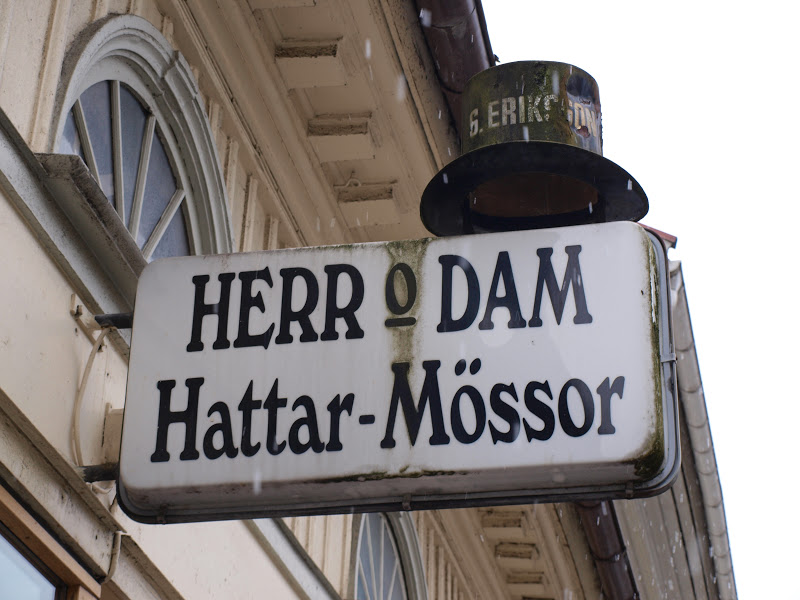 G. ERIKSSON
HERR o DAM
Hattar-Mössor